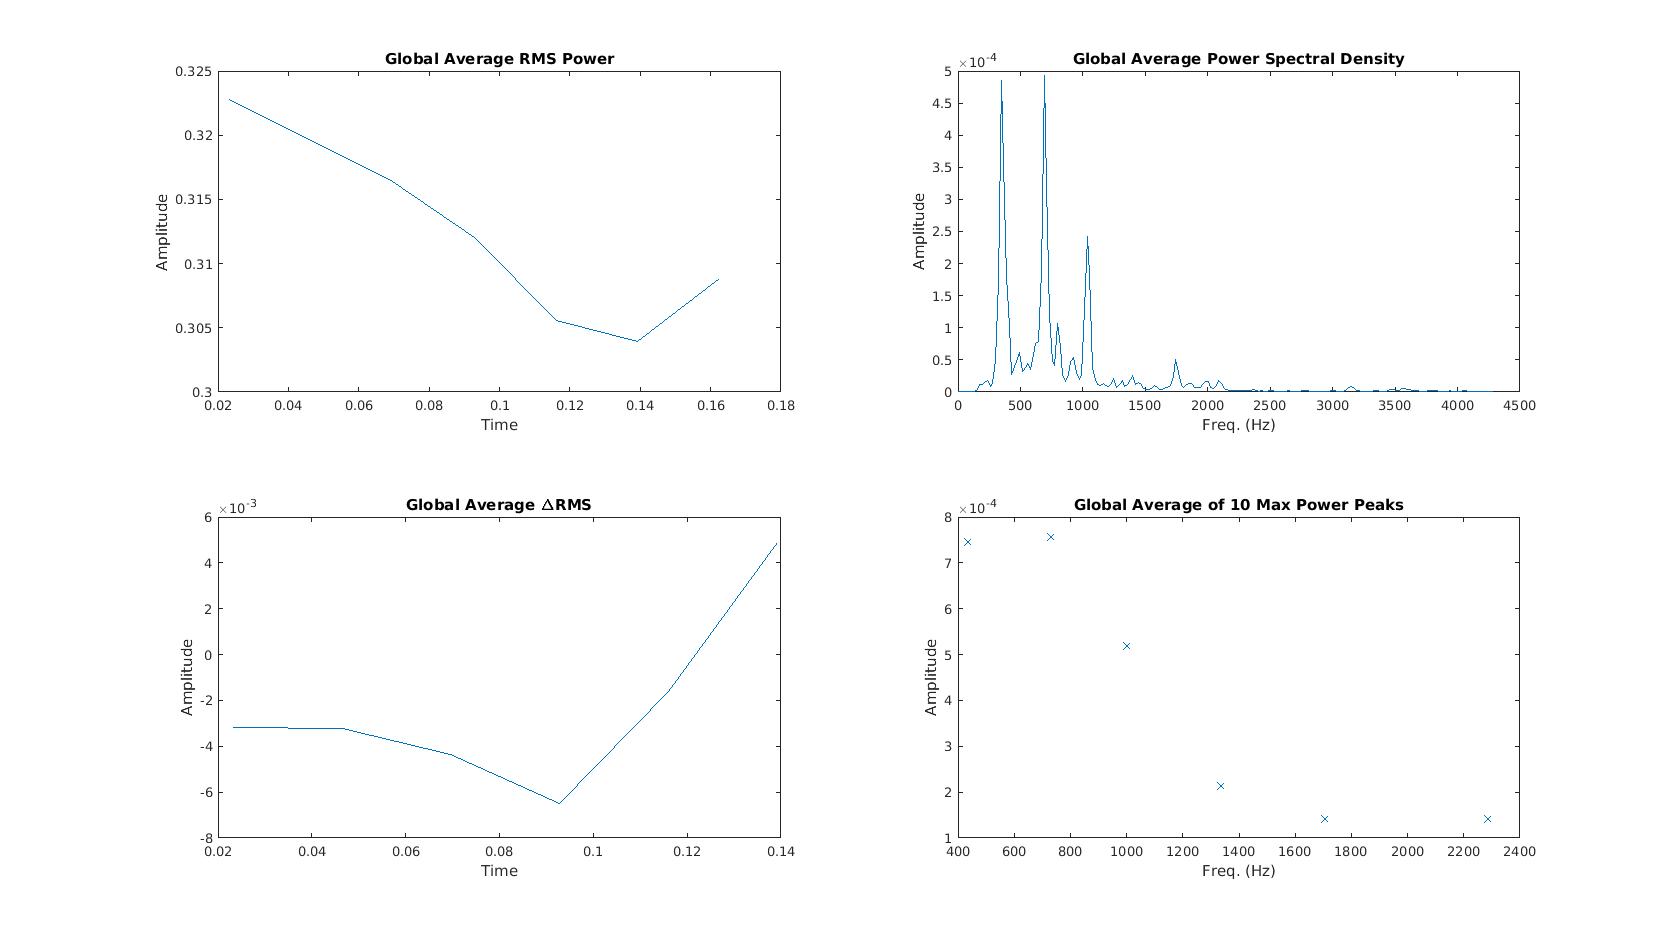 Global Average RMS Power
0.325
0.32
0.315
0.31
0.305
0.3
Amplitude
0.02 0.04 0.06 0.08 0.1 0.12 0.14 0.16 0.18
Time
Global Average Power Spectral Density
×10⁻⁴
5
4.5
4
3.5
3
2.5
2
1.5
1
0.5
0
Amplitude
0 500 1000 1500 2000 2500 3000 3500 4000 4500
Freq. (Hz)
Global Average ΔRMS
×10⁻³
6
4
2
0
-2
-4
-6
-8
Amplitude
0.02 0.04 0.06 0.08 0.1 0.12 0.14
Time
Global Average of 10 Max Power Peaks
×10⁻⁴
8
7
6
5
4
3
2
1
Amplitude
400 600 800 1000 1200 1400 1600 1800 2000 2200 2400
Freq. (Hz)